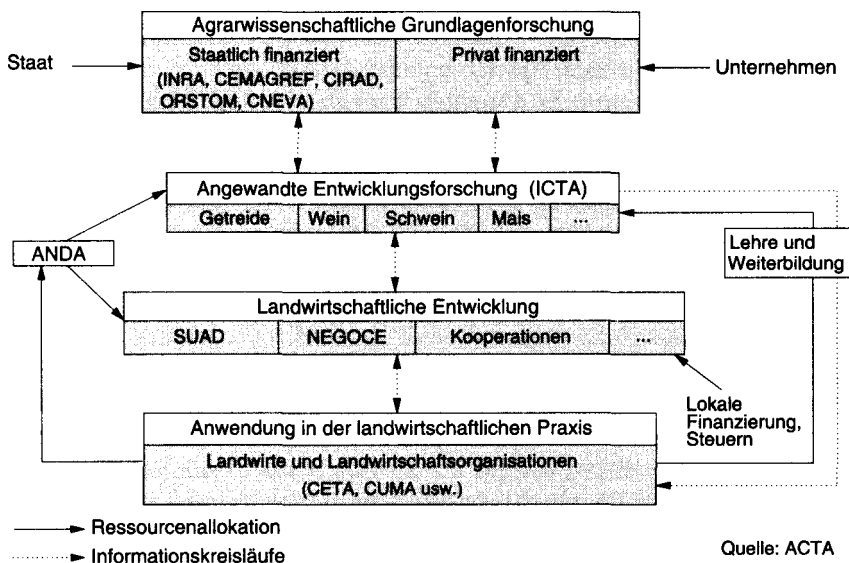 Agrarwissenschaftliche Grundlagenforschung
Staat
Staatlich finanziert
(INRA, CEMAGREF, CIRAD,
ORSTOM, CNEVA)
Privat finanziert
Unternehmen
Angewandte Entwicklungsforschung (ICTA)
Getreide
Wein
Schwein
Mais
...
ANDA
Lehre und
Weiterbildung
Landwirtschaftliche Entwicklung
SUAD
NEGOCE
Kooperationen
...
Lokale
Finanzierung,
Steuern
Anwendung in der landwirtschaftlichen Praxis
Landwirte und Landwirtschaftsorganisationen
(CETA, CUMA usw.)
Ressourcenallokation
Informationskreisläufe
Quelle: ACTA